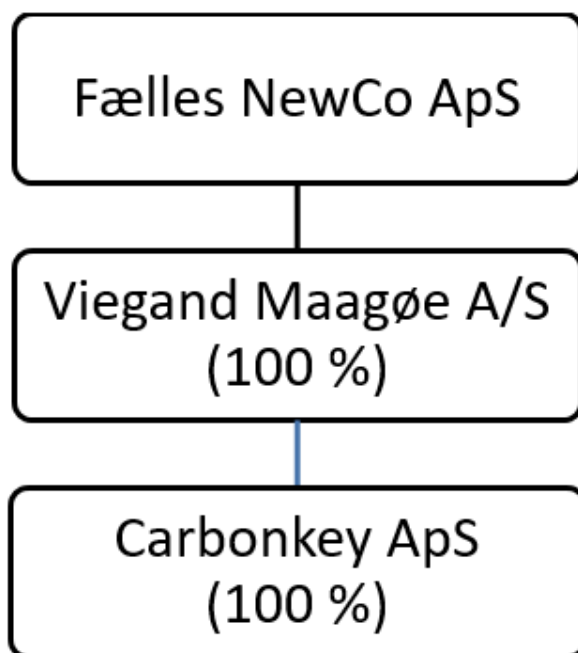 Fælles NewCo ApS
Viegand Maagøe A/S
(100 %)
Carbonkey ApS
(100 %)